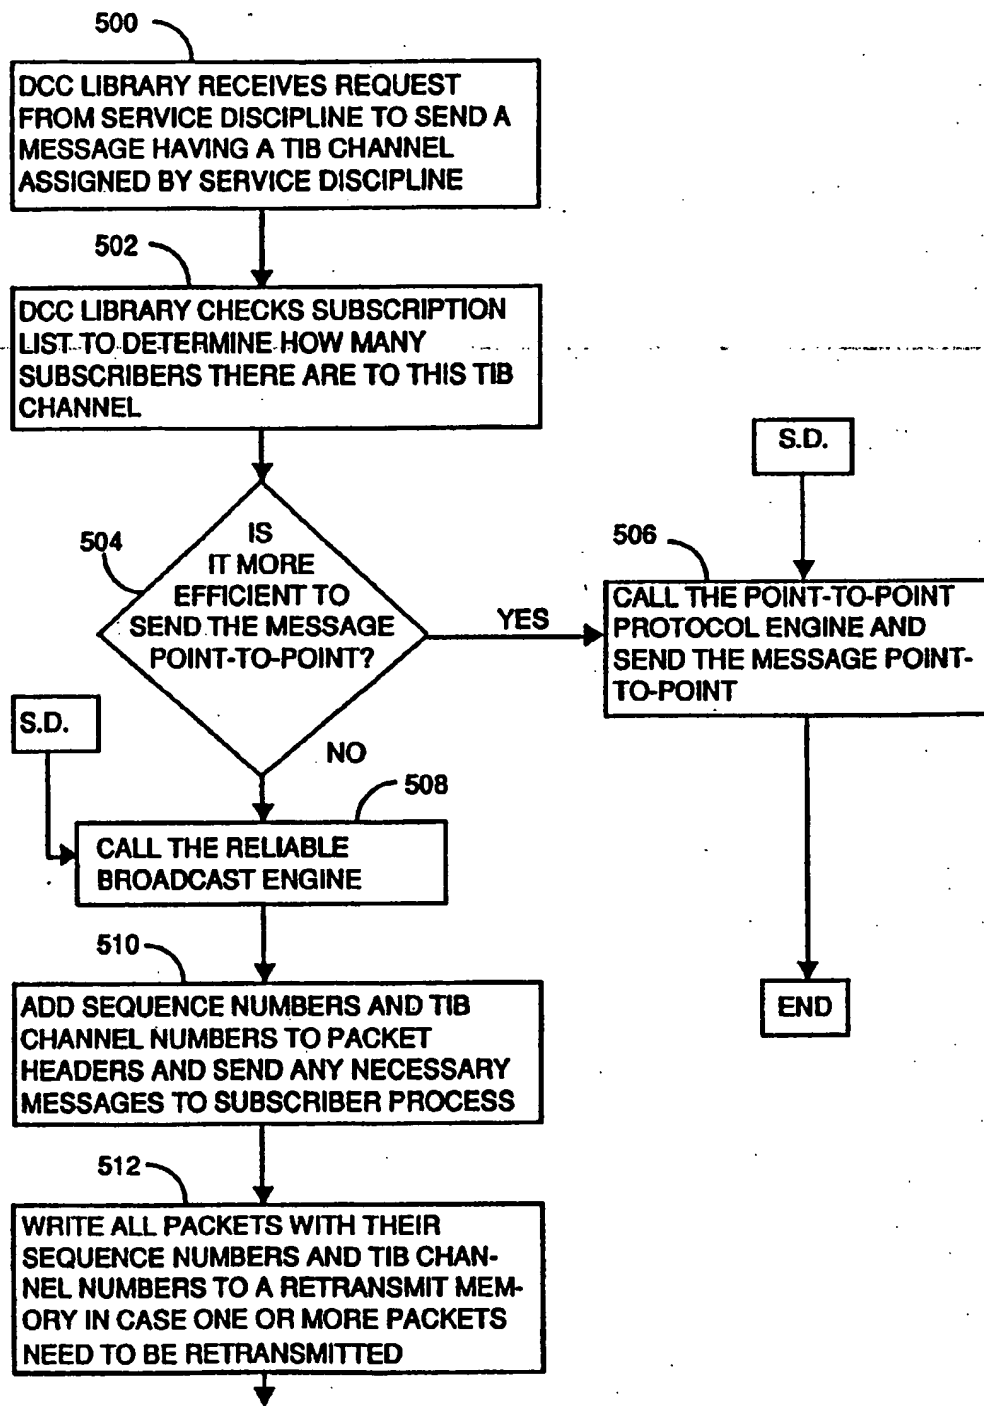 500
DCC LIBRARY RECEIVES REQUEST
FROM SERVICE DISCIPLINE TO SEND A
MESSAGE HAVING A TIB CHANNEL
ASSIGNED BY SERVICE DISCIPLINE
502
DCC LIBRARY CHECKS SUBSCRIPTION
LIST TO DETERMINE HOW MANY
SUBSCRIBERS THERE ARE TO THIS TIB
CHANNEL
504
IS
IT MORE
EFFICIENT TO
SEND THE MESSAGE
POINT-TO-POINT?
YES
S.D.
506
CALL THE POINT-TO-POINT
PROTOCOL ENGINE AND
SEND THE MESSAGE POINT-
TO-POINT
END
NO
S.D.
508
CALL THE RELIABLE
BROADCAST ENGINE
510
ADD SEQUENCE NUMBERS AND TIB
CHANNEL NUMBERS TO PACKET
HEADERS AND SEND ANY NECESSARY
MESSAGES TO SUBSCRIBER PROCESS
512
WRITE ALL PACKETS WITH THEIR
SEQUENCE NUMBERS AND TIB CHAN-
NEL NUMBERS TO A RETRANSMIT MEM-
ORY IN CASE ONE OR MORE PACKETS
NEED TO BE RETRANSMITTED